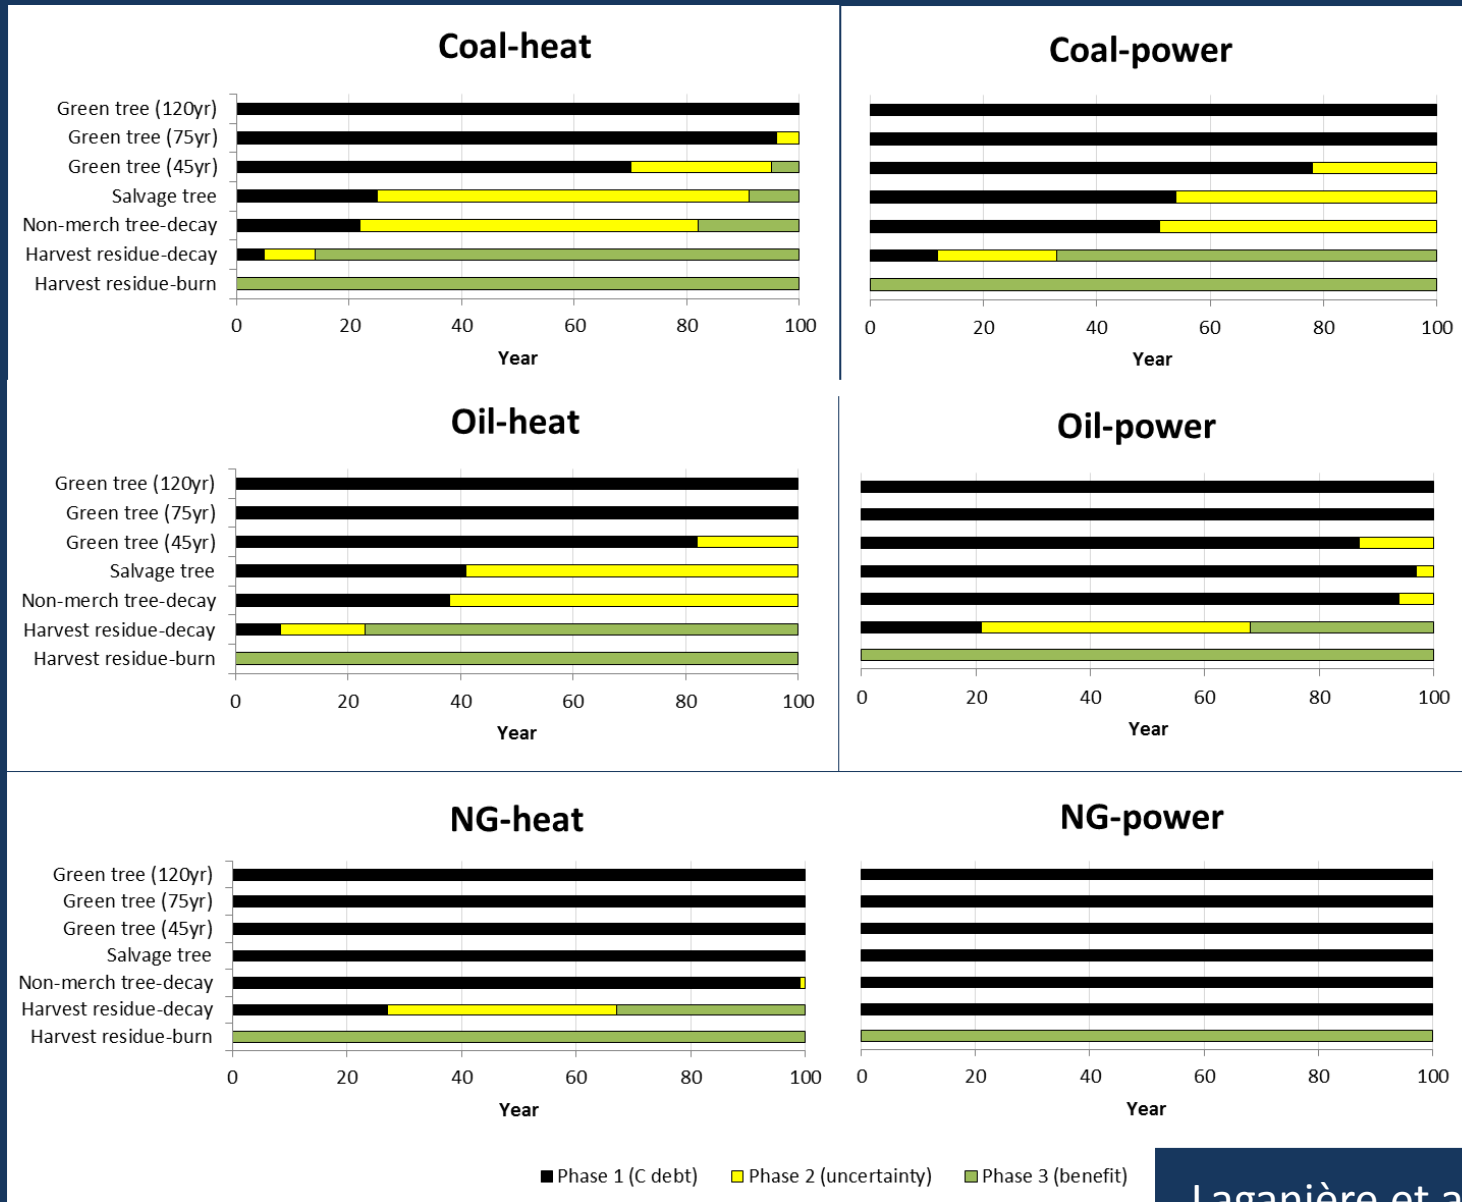 Coal-heat
Green tree (120yr)
Green tree (75yr)
Green tree (45yr)
Salvage tree
Non-merch tree-decay
Harvest residue-decay
Harvest residue-burn
0 20 40 60 80 100
Year
Coal-power
0 20 40 60 80 100
Year
Oil-heat
Green tree (120yr)
Green tree (75yr)
Green tree (45yr)
Salvage tree
Non-merch tree-decay
Harvest residue-decay
Harvest residue-burn
0 20 40 60 80 100
Year
Oil-power
0 20 40 60 80 100
Year
NG-heat
Green tree (120yr)
Green tree (75yr)
Green tree (45yr)
Salvage tree
Non-merch tree-decay
Harvest residue-decay
Harvest residue-burn
0 20 40 60 80 100
Year
NG-power
0 20 40 60 80 100
Year
Phase 1 (C debt) Phase 2 (uncertainty) Phase 3 (benefit)
Laganière et